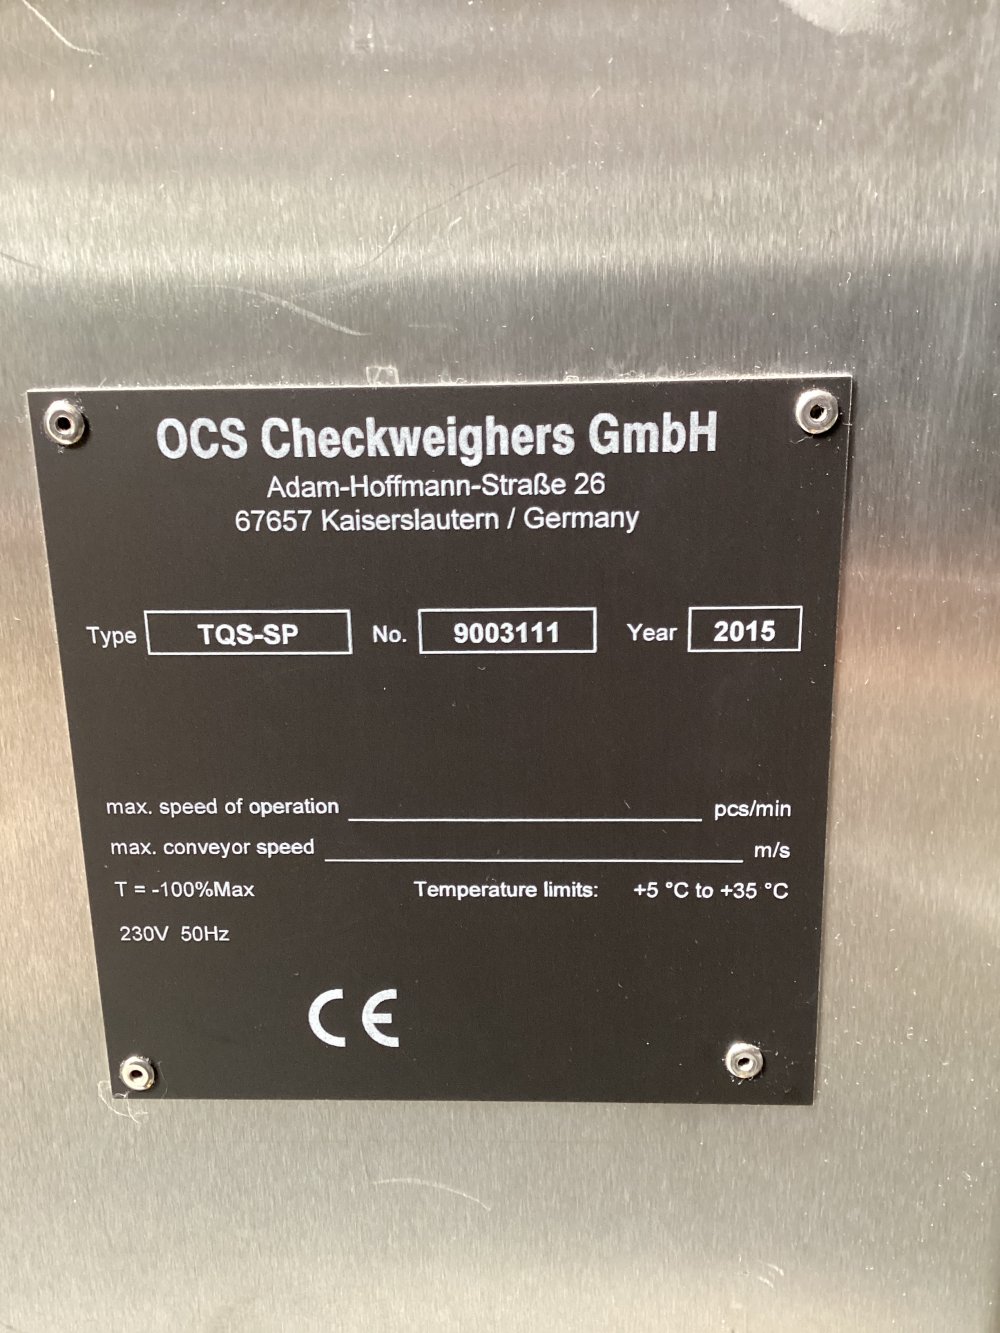 OCS Checkweighers GmbH
Adam-Hoffmann-Straße 26
67657 Kaiserslautern / Germany
Type TQS-SP No. 9003111 Year 2015
max. speed of operation pcs/min
max. conveyor speed m/s
T = -100%Max Temperature limits: +5 °C to +35 °C
230V 50Hz
CE